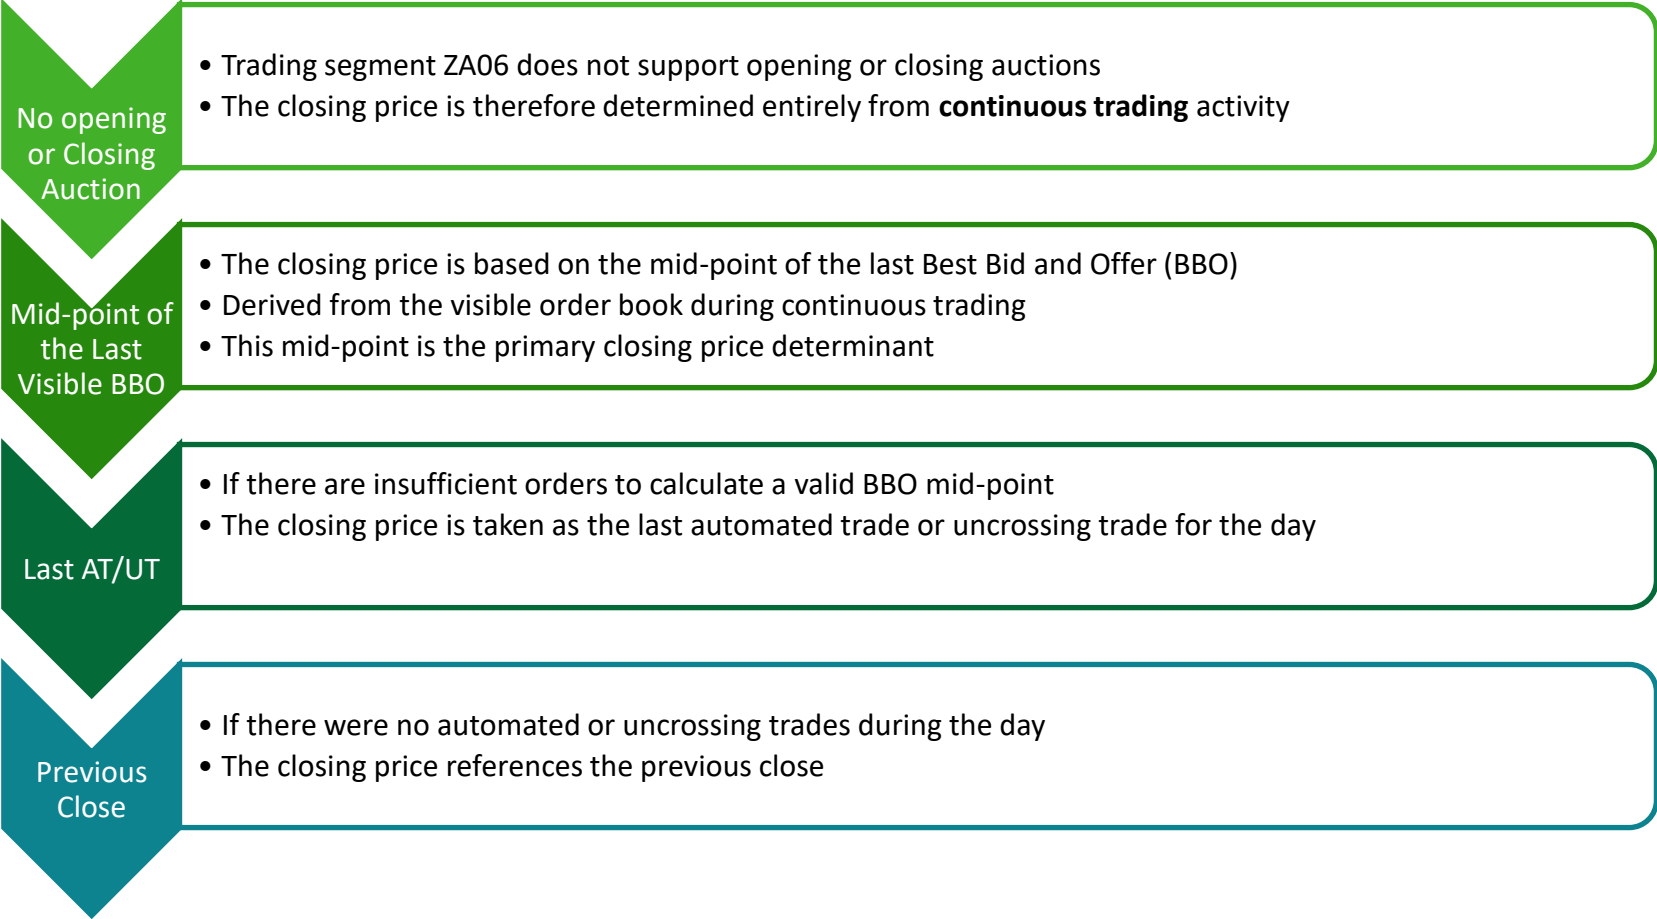 No opening
or Closing
Auction
• Trading segment ZA06 does not support opening or closing auctions
• The closing price is therefore determined entirely from continuous trading activity
Mid-point of
the Last
Visible BBO
• The closing price is based on the mid-point of the last Best Bid and Offer (BBO)
• Derived from the visible order book during continuous trading
• This mid-point is the primary closing price determinant
Last AT/UT
• If there are insufficient orders to calculate a valid BBO mid-point
• The closing price is taken as the last automated trade or uncrossing trade for the day
Previous
Close
• If there were no automated or uncrossing trades during the day
• The closing price references the previous close